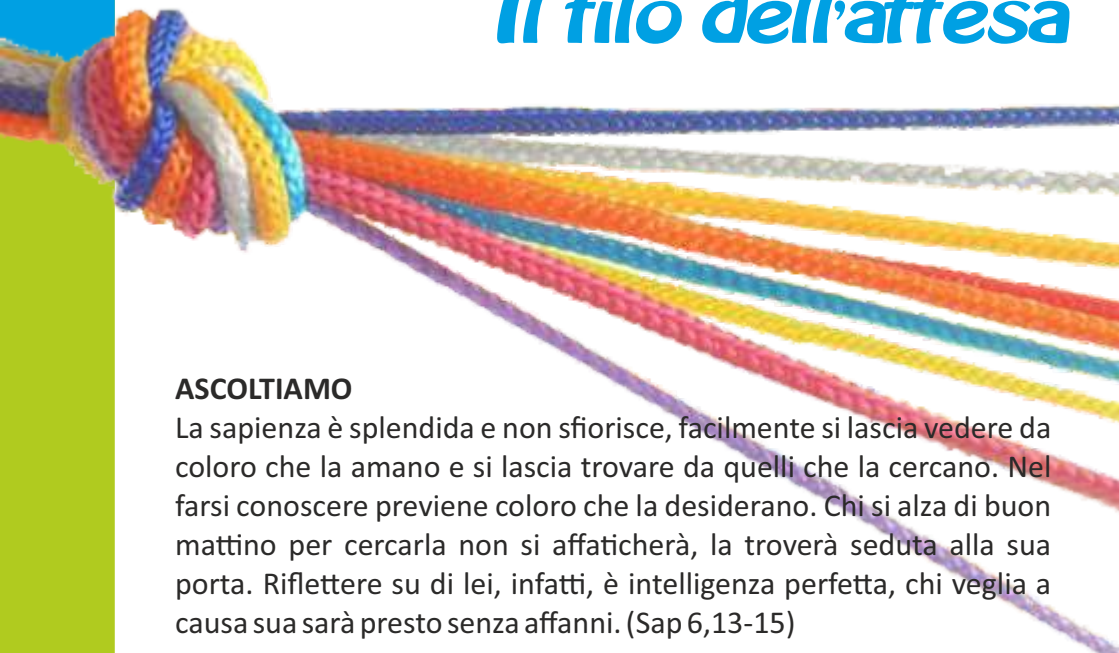 Il filo dell'attesa
ASCOLTIAMO
La sapienza è splendida e non sfiorisce, facilmente si lascia vedere da
coloro che la amano e si lascia trovare da quelli che la cercano. Nel
farsi conoscere previene coloro che la desiderano. Chi si alza di buon
mattino per cercarla non si affaticherà, la troverà seduta alla sua
porta. Riflettere su di lei, infatti, è intelligenza perfetta, chi veglia a
causa sua sarà presto senza affanni. (Sap 6,13-15)